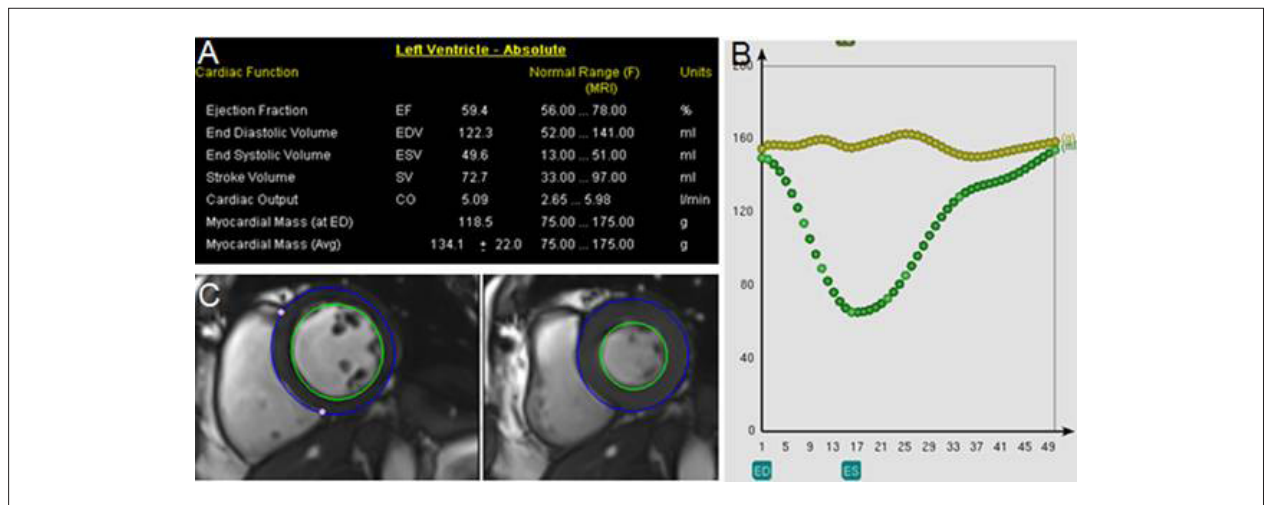 A
Left Ventricle - Absolute
Cardiac Function Normal Range (F) Units
(MRI)
Ejection Fraction EF 59.4 56.00 ... 78.00 %
End Diastolic Volume EDV 122.3 52.00 ... 141.00 ml
End Systolic Volume ESV 49.6 13.00 ... 51.00 ml
Stroke Volume SV 72.7 33.00 ... 97.00 ml
Cardiac Output CO 5.09 2.65 ... 5.98 l/min
Myocardial Mass (at ED) 118.5 75.00 ... 175.00 g
Myocardial Mass (Avg) 134.1 ± 22.0 75.00 ... 175.00 g
C
B
160
120
80
40
0
1 5 9 13 17 21 25 29 33 37 41 45 49
ED ES